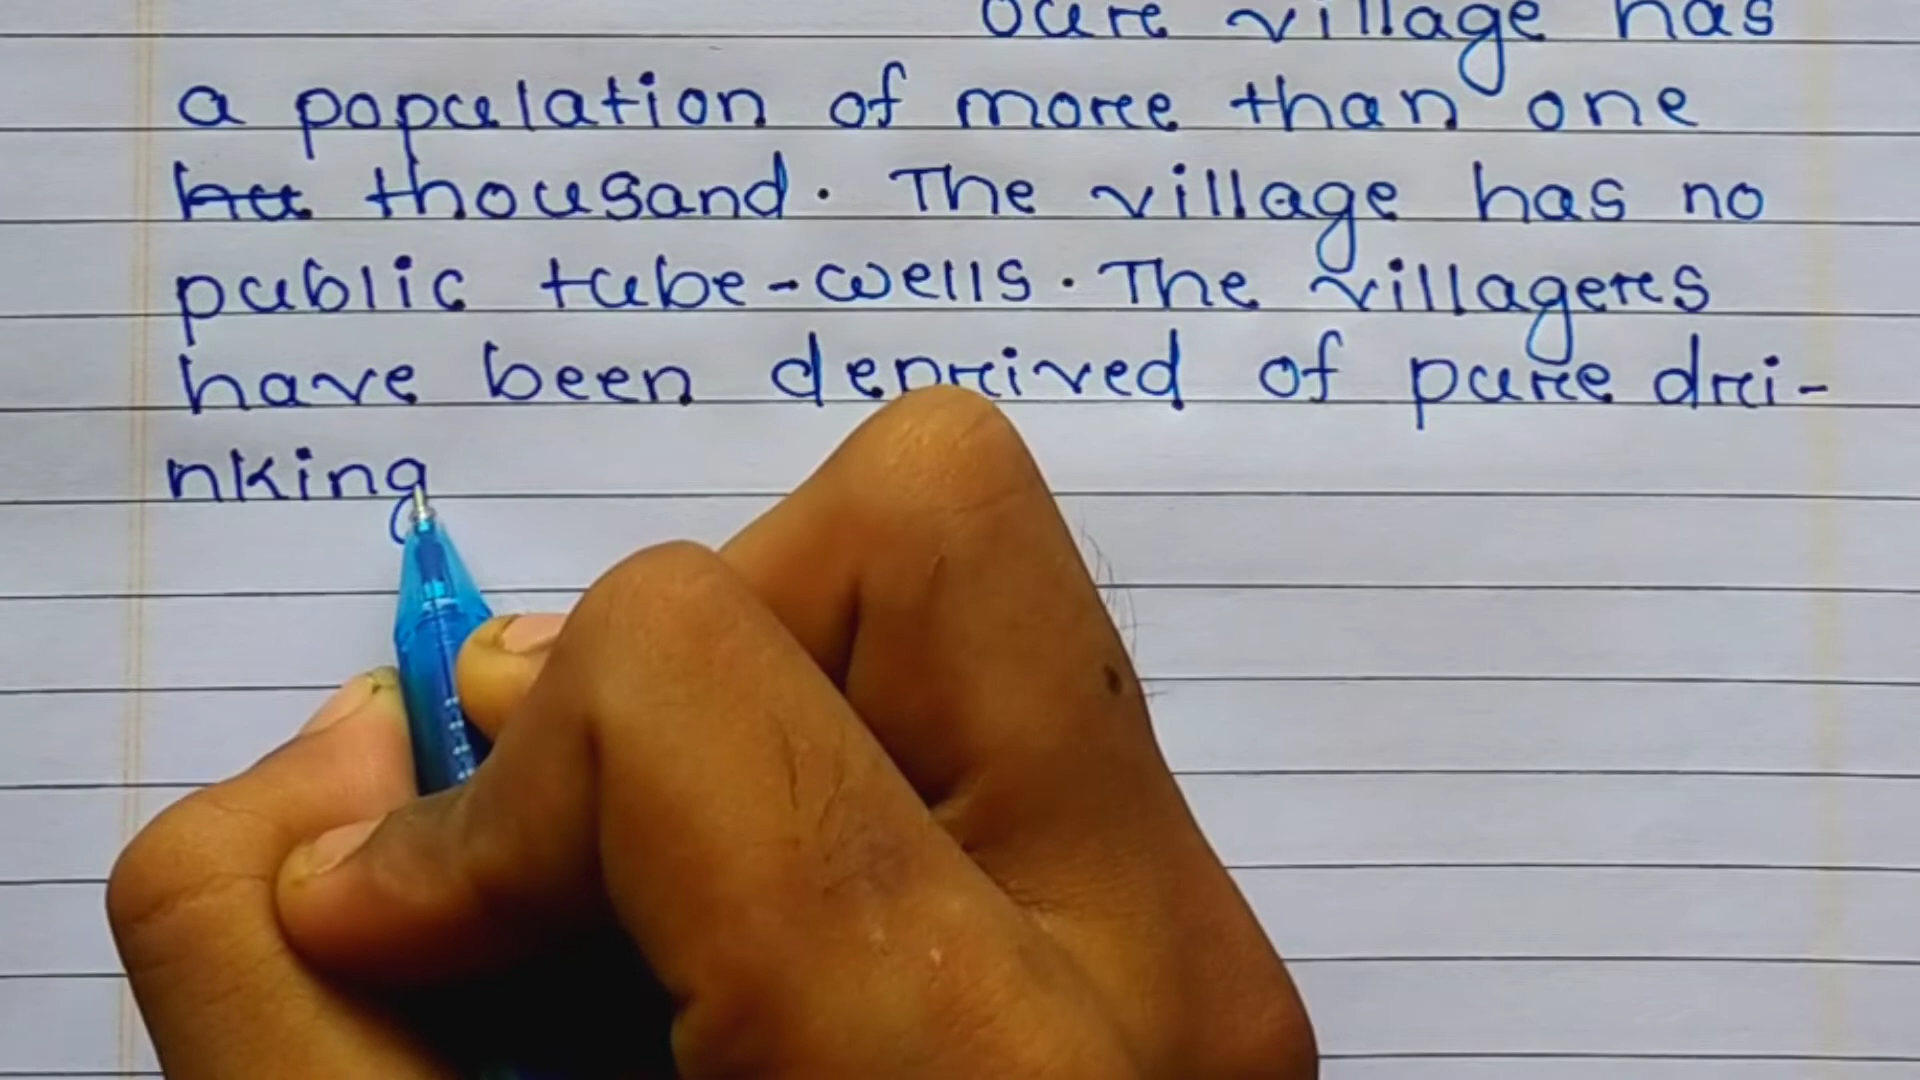 Our village has
a population of more than one
thousand. The village has no
public tube-wells. The villagers
have been deprived of pure dri-
nking